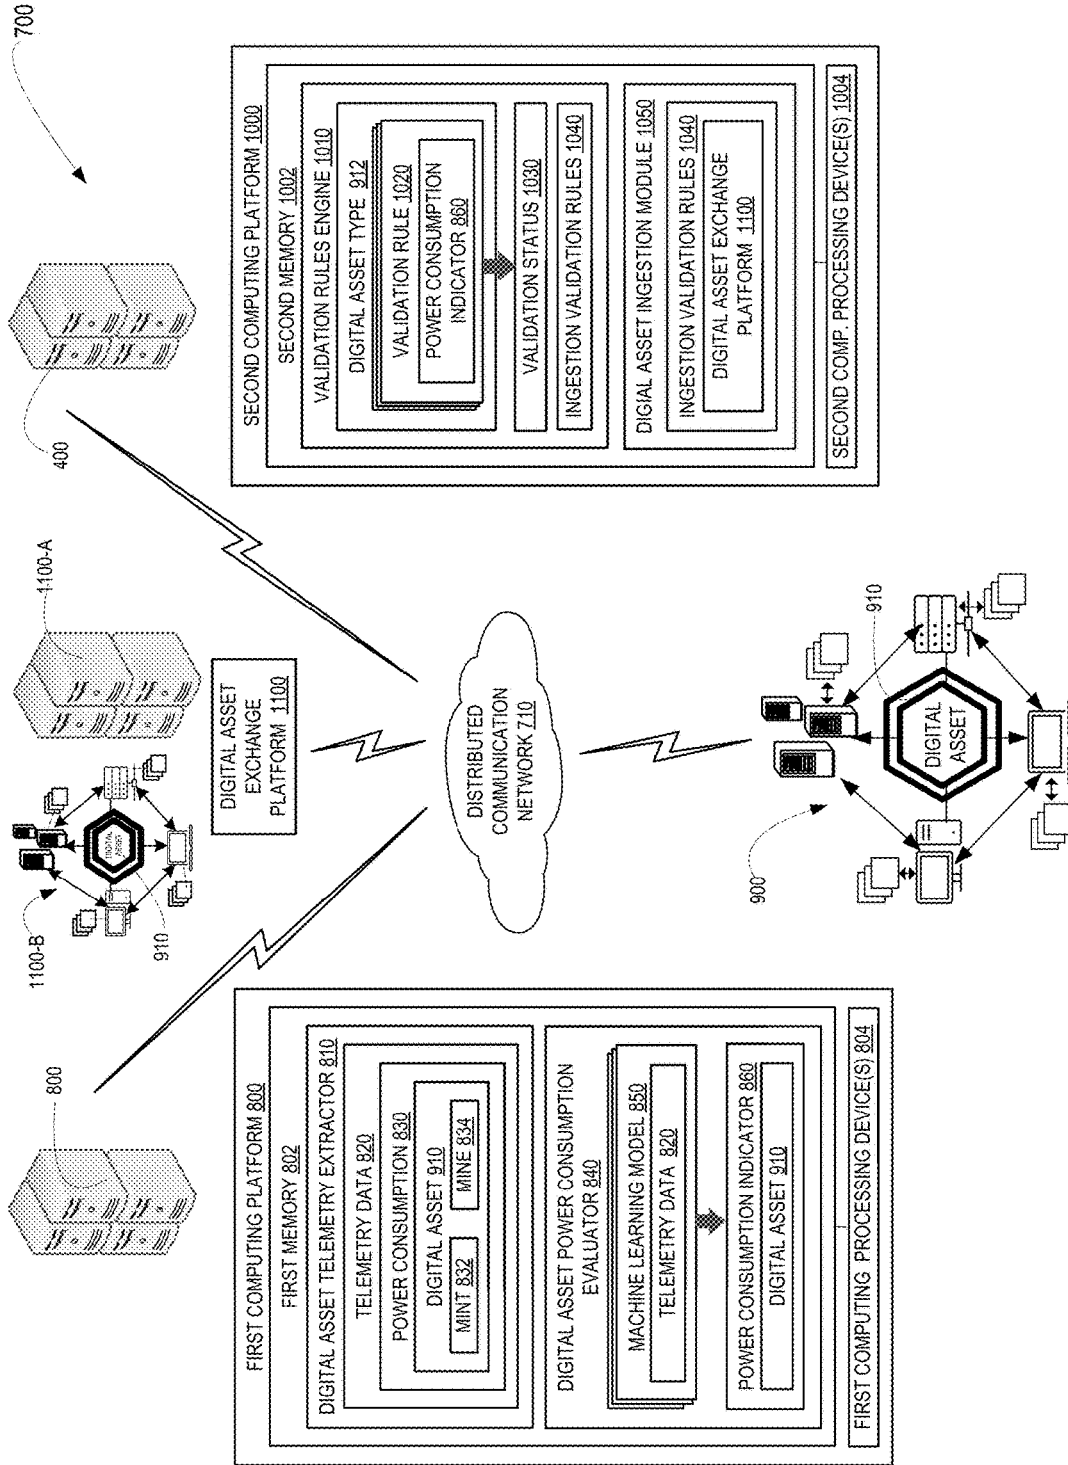 700
800
1100-B
910
DIGITAL
ASSET
1100-A
400
DIGITAL ASSET
EXCHANGE
PLATFORM 1100
DISTRIBUTED
COMMUNICATION
NETWORK 710
FIRST COMPUTING PLATFORM 800
FIRST MEMORY 802
DIGITAL ASSET TELEMETRY EXTRACTOR 810
TELEMETRY DATA 820
POWER CONSUMPTION 830
DIGITAL ASSET 910
MINT 832
MINE 834
DIGITAL ASSET POWER CONSUMPTION
EVALUATOR 840
MACHINE LEARNING MODEL 850
TELEMETRY DATA 820
POWER CONSUMPTION INDICATOR 860
DIGITAL ASSET 910
FIRST COMPUTING PROCESSING DEVICE(S) 804
900
910
DIGITAL
ASSET
SECOND COMPUTING PLATFORM 1000
SECOND MEMORY 1002
VALIDATION RULES ENGINE 1010
DIGITAL ASSET TYPE 912
VALIDATION RULE 1020
POWER CONSUMPTION
INDICATOR 860
VALIDATION STATUS 1030
INGESTION VALIDATION RULES 1040
DIGIAL ASSET INGESTION MODULE 1050
INGESTION VALIDATION RULES 1040
DIGITAL ASSET EXCHANGE
PLATFORM 1100
SECOND COMP. PROCESSING DEVICE(S) 1004